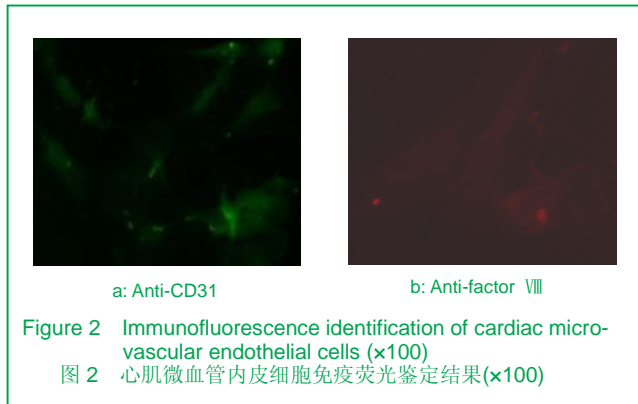 a: Anti-CD31
b: Anti-factor Ⅷ
Figure 2 Immunofluorescence identification of cardiac micro-
vascular endothelial cells (×100)
图 2 心肌微血管内皮细胞免疫荧光鉴定结果(×100)